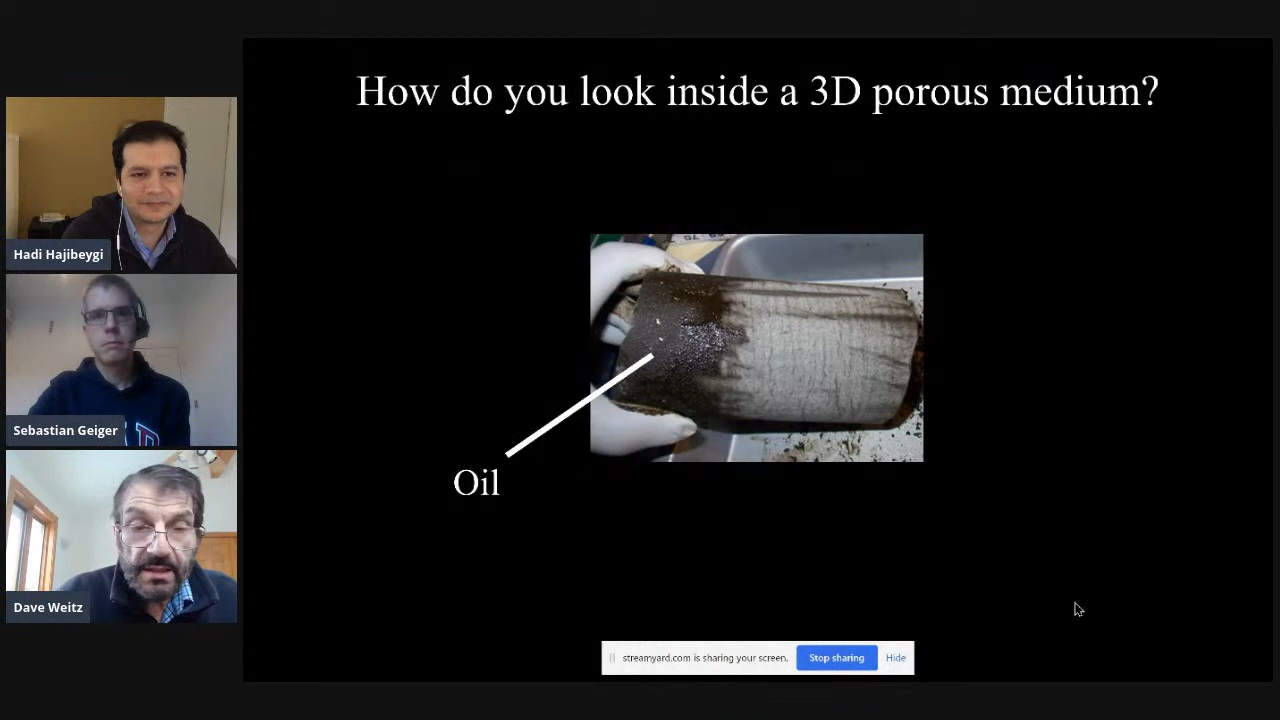 How do you look inside a 3D porous medium?
Hadi Hajibeygi
Sebastian Geiger
Oil
Dave Weitz
streamyard.com is sharing your screen. Stop sharing Hide